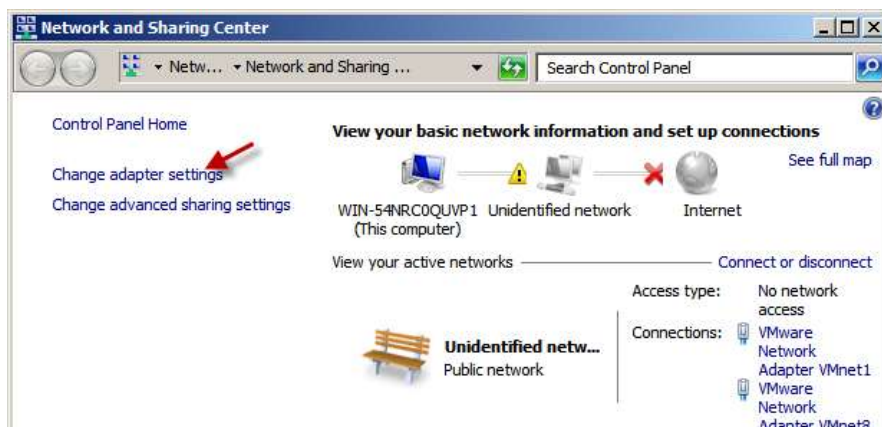 Network and Sharing Center
Netw... Network and Sharing ...
Search Control Panel
Control Panel Home
Change adapter settings
Change advanced sharing settings
View your basic network information and set up connections
See full map
WIN-54NRC0QUVP1
(This computer)
Unidentified network
Internet
View your active networks
Connect or disconnect
Unidentified netw...
Public network
Access type:
No network
access
Connections:
VMware
Network
Adapter VMnet1
VMware
Network
Adapter VMnet8